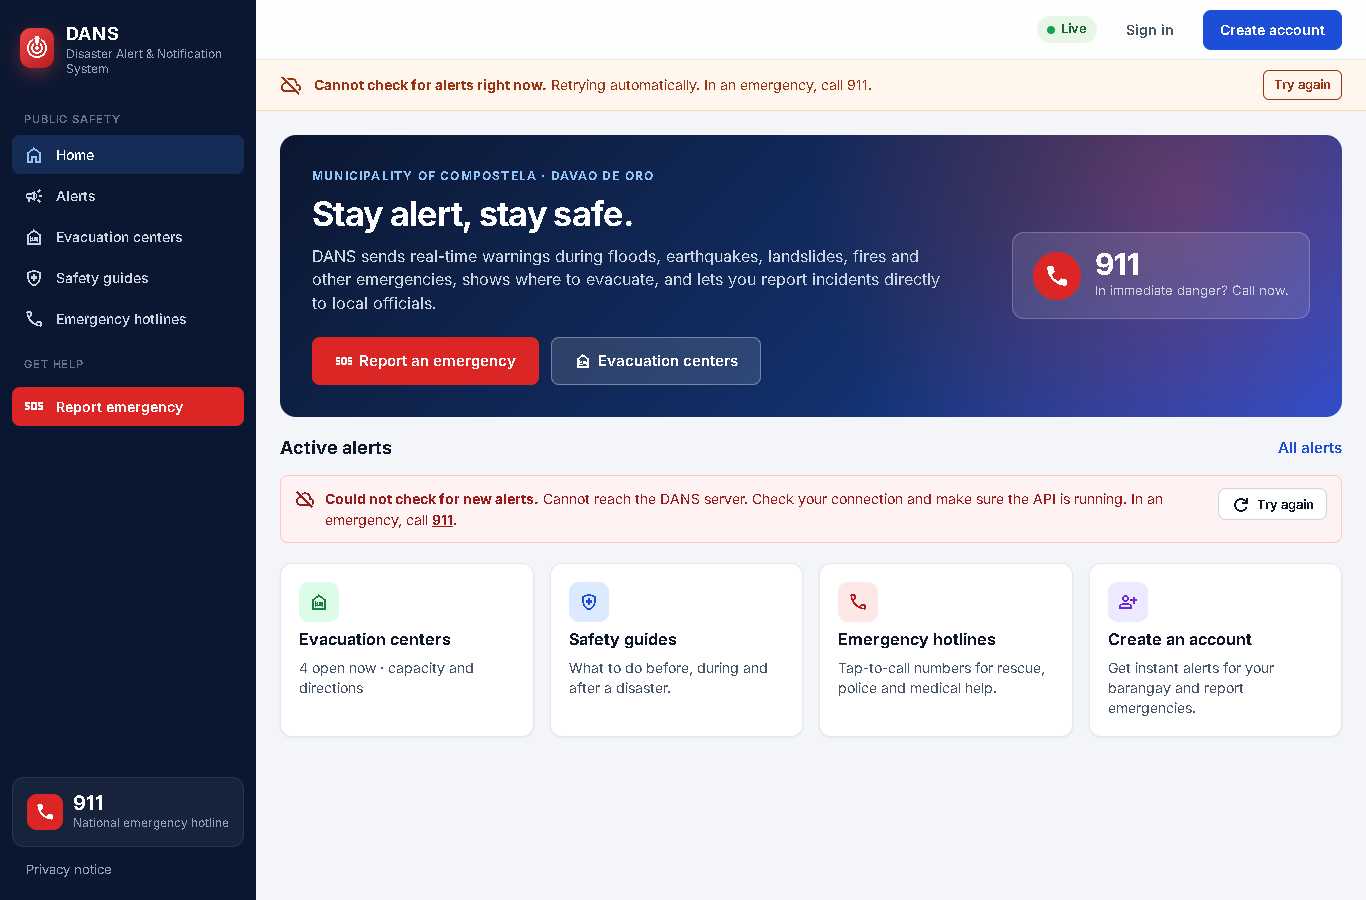 DANS
Disaster Alert & Notification
System
PUBLIC SAFETY
Home
Alerts
Evacuation centers
Safety guides
Emergency hotlines
GET HELP
SOS Report emergency
911
National emergency hotline
Privacy notice
Live
Sign in
Create account
Cannot check for alerts right now. Retrying automatically. In an emergency, call 911.
Try again
MUNICIPALITY OF COMPOSTELA · DAVAO DE ORO
Stay alert, stay safe.
DANS sends real-time warnings during floods, earthquakes, landslides, fires and
other emergencies, shows where to evacuate, and lets you report incidents directly
to local officials.
SOS Report an emergency
Evacuation centers
911
In immediate danger? Call now.
Active alerts
All alerts
Could not check for new alerts. Cannot reach the DANS server. Check your connection and make sure the API is running. In an
emergency, call 911.
Try again
Evacuation centers
4 open now · capacity and
directions
Safety guides
What to do before, during and
after a disaster.
Emergency hotlines
Tap-to-call numbers for rescue,
police and medical help.
Create an account
Get instant alerts for your
barangay and report
emergencies.